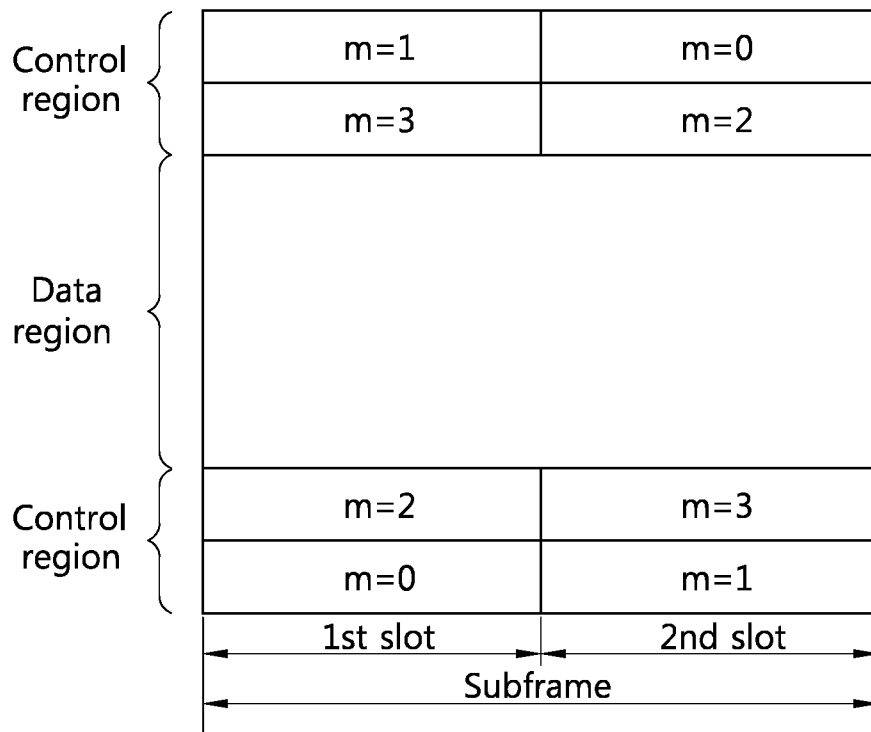 Control
region
m=1
m=0
m=3
m=2
Data
region
Control
region
m=2
m=3
m=0
m=1
1st slot
2nd slot
Subframe